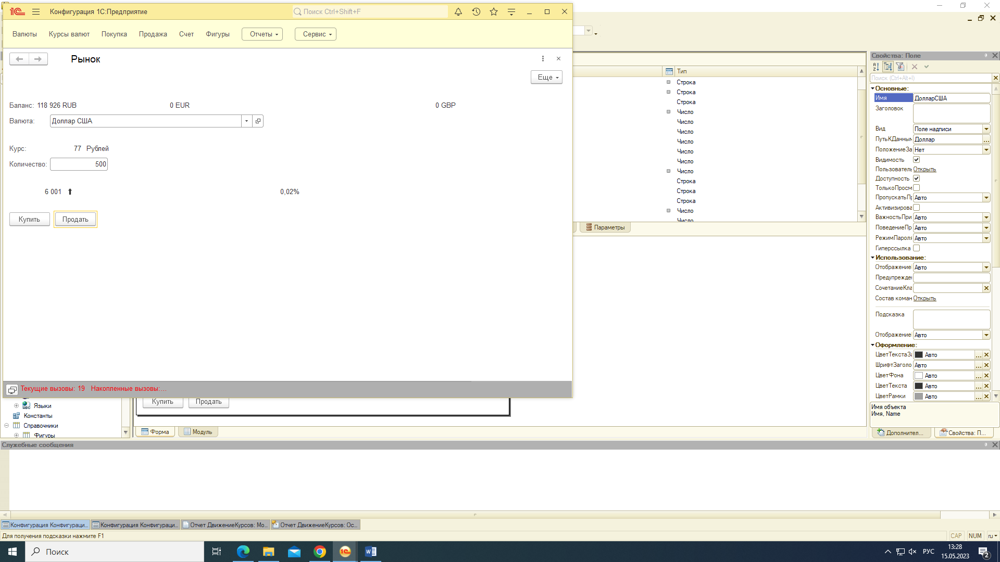 Конфигурация 1С:Предприятие
Поиск Ctrl+Shift+F
Валюты Курсы валют Покупка Продажа Счет Фигуры Отчеты Сервис
Рынок
Еще
Баланс: 118 926 RUB 0 EUR 0 GBP
Валюта: Доллар США
Курс: 77 Рублей
Количество: 500
6 001 0,02%
Купить Продать
Текущие вызовы: 19 Накопленные вызовы:...
Тип
Строка
Строка
Строка
Число
Число
Число
Число
Число
Число
Число
Строка
Строка
Строка
Число
Число
Параметры
Купить Продать
Языки
Константы
Справочники
Фигуры
Форма Модуль
Свойства: Поле
Поиск (Ctrl+Alt+I)
Основные:
Имя ДолларСША
Заголовок
Вид Поле надписи
ПутьКДанным Доллар
ПоложениеЗа Нет
Видимость
Пользователь Открыть
Доступность
ТолькоПросм
ПропускатьПр Авто
Активизирова
ВажностьПри Авто
ПоведениеПр Авто
РежимПароля Авто
Гиперссылка
Использование:
Отображение Авто
Предупрежде
СочетаниеКла
Состав коман Открыть
Подсказка
Отображение Авто
Оформление:
ЦветТекстаЗа Авто
ШрифтЗаголо Авто
ЦветФона Авто
ЦветТекста Авто
ЦветРамки Авто
Имя объекта
Имя, Name
Дополнител... Свойства: П...
Служебные сообщения
Конфигурация Конфигураци... Конфигурация Конфигураци... Отчет ДвижениеКурсов: Мо... Отчет ДвижениеКурсов: Ос...
Для получения подсказки нажмите F1
CAP NUM ru
Поиск
РУС
13:28
15.05.2023
2